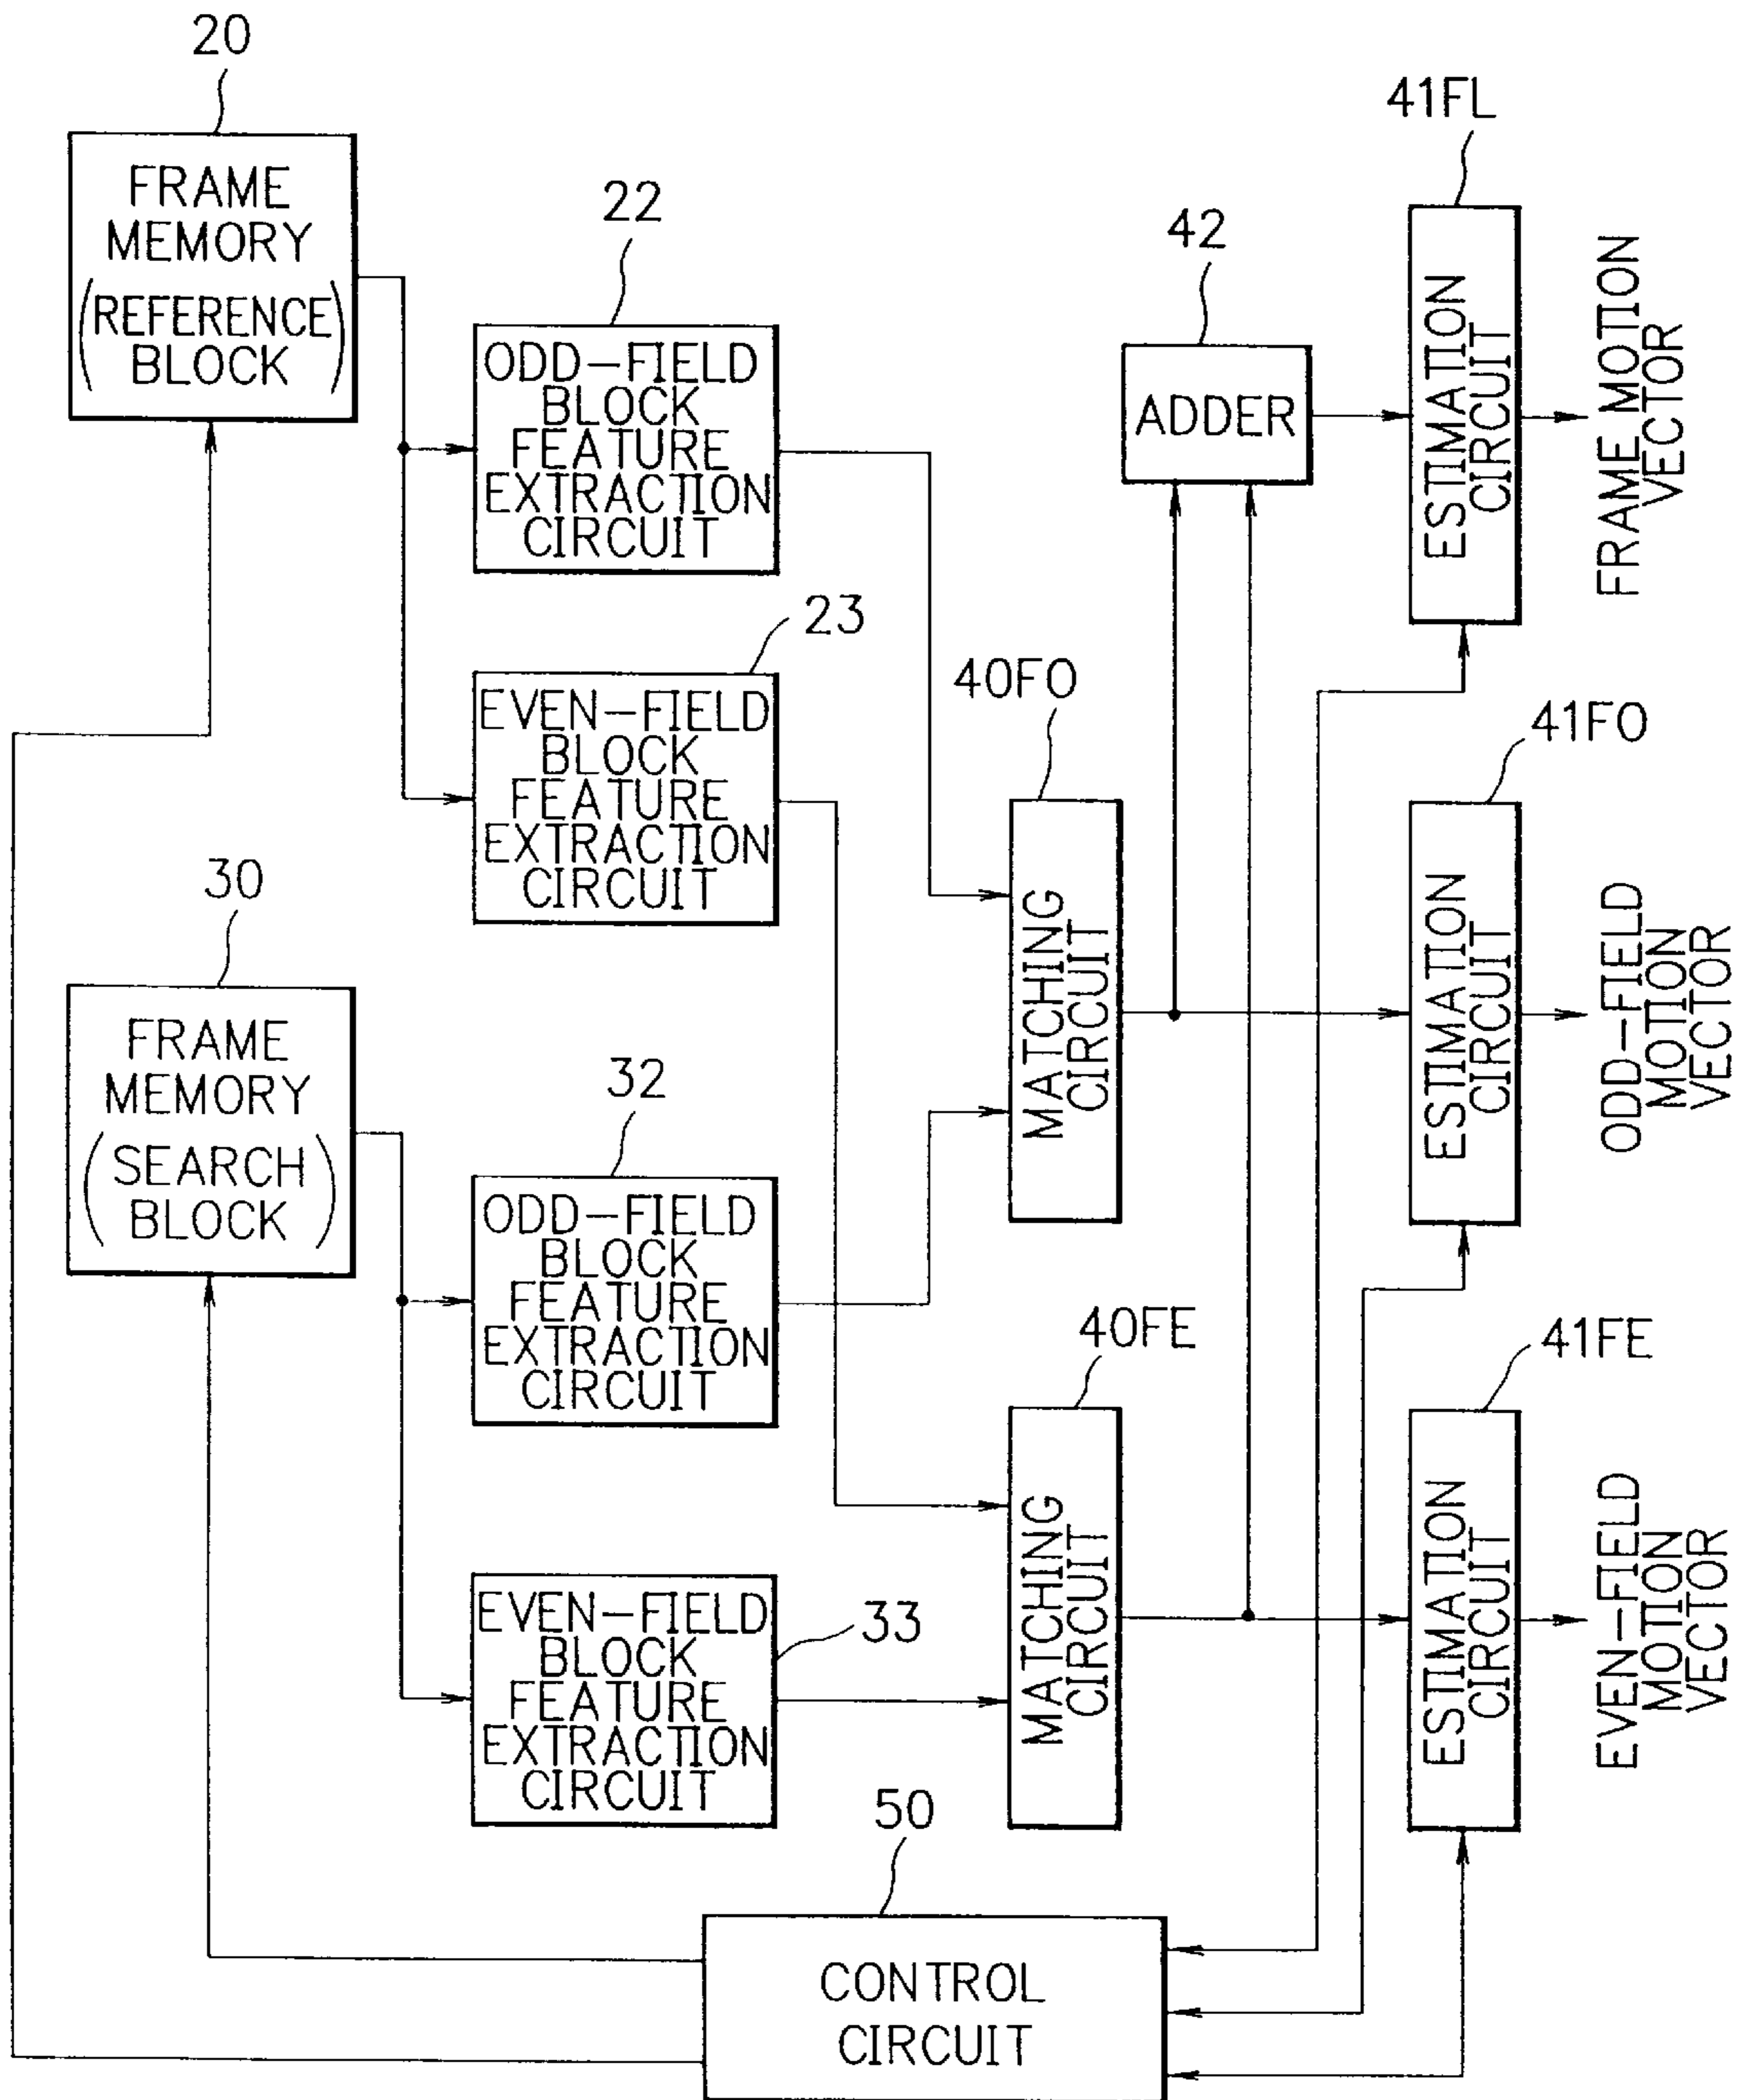 20
FRAME
MEMORY
(REFERENCE
BLOCK)
22
ODD-FIELD
BLOCK
FEATURE
EXTRACTION
CIRCUIT
23
EVEN-FIELD
BLOCK
FEATURE
EXTRACTION
CIRCUIT
30
FRAME
MEMORY
(SEARCH
BLOCK)
32
ODD-FIELD
BLOCK
FEATURE
EXTRACTION
CIRCUIT
33
EVEN-FIELD
BLOCK
FEATURE
EXTRACTION
CIRCUIT
40FO
MATCHING
CIRCUIT
40FE
MATCHING
CIRCUIT
42
ADDER
41FL
ESTIMATION
CIRCUIT
FRAME MOTION
VECTOR
41FO
ESTIMATION
CIRCUIT
ODD-FIELD
MOTION
VECTOR
41FE
ESTIMATION
CIRCUIT
EVEN-FIELD
MOTION
VECTOR
50
CONTROL
CIRCUIT